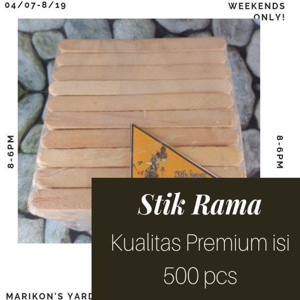 04/07-8/19
WEEKENDS
ONLY!
8-6PM
8-6PM
Stik Rama
Kualitas Premium isi
500 pcs
MARIKON'S YARD